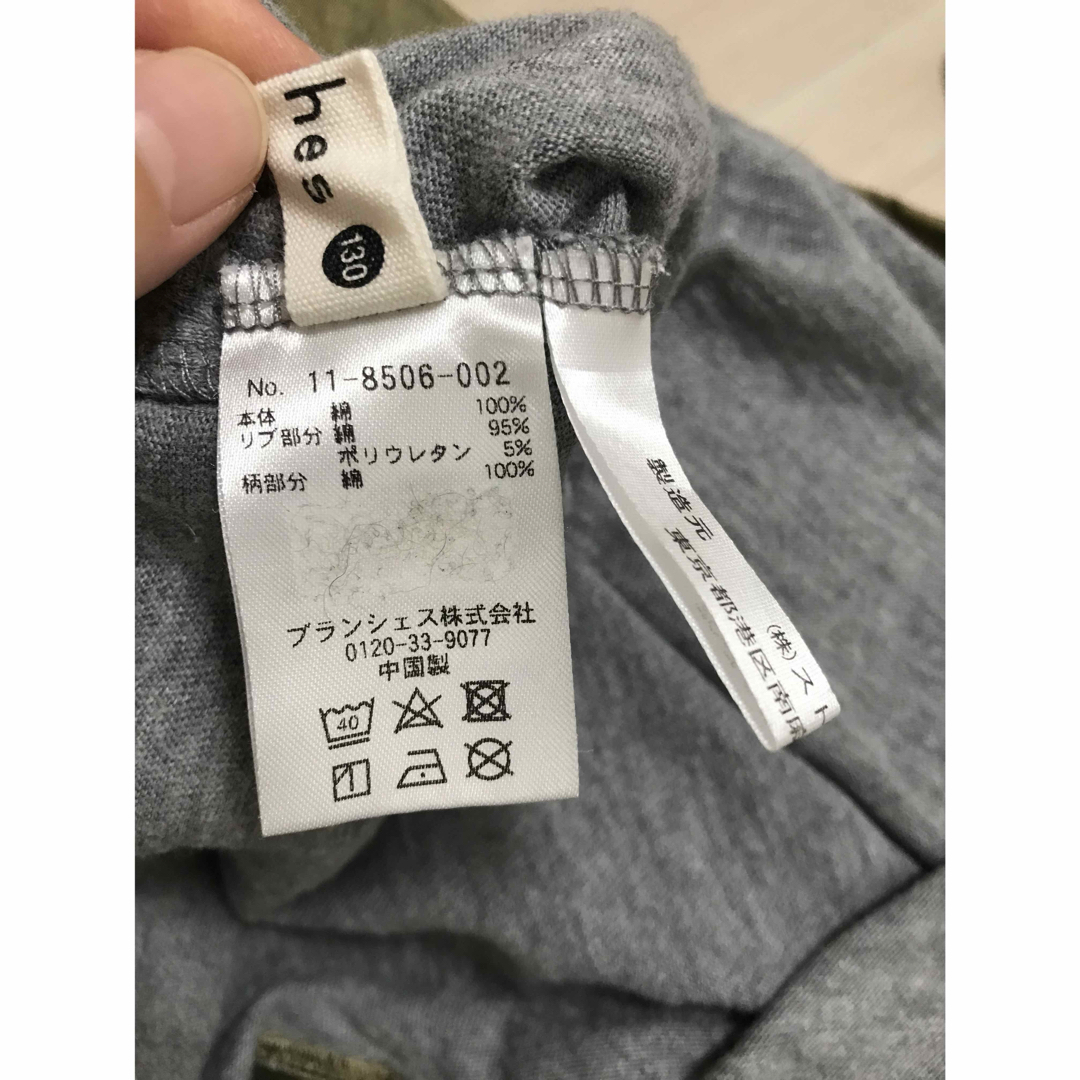 hes
130
No. 11-8506-002
本体 綿 100%
リブ部分 綿 95%
ポリウレタン 5%
柄部分 綿 100%
ブランシェス株式会社
0120-33-9077
中国製
40
製造元 (株)ス
東京都港区南麻